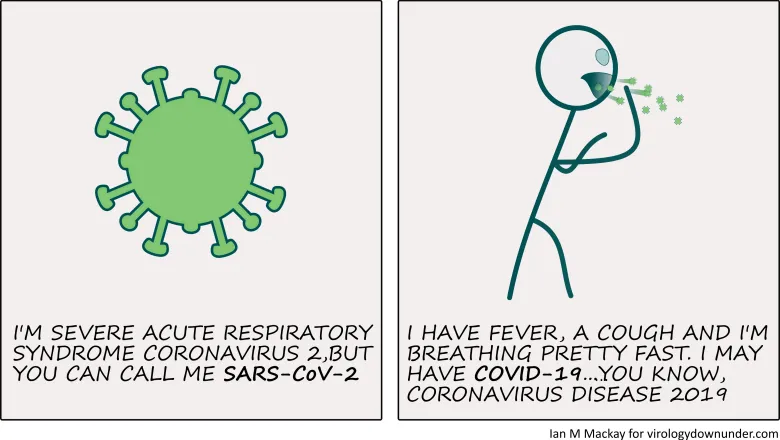 I'M SEVERE ACUTE RESPIRATORY
SYNDROME CORONAVIRUS 2,BUT
YOU CAN CALL ME SARS-CoV-2
I HAVE FEVER, A COUGH AND I'M
BREATHING PRETTY FAST. I MAY
HAVE COVID-19...YOU KNOW,
CORONAVIRUS DISEASE 2019
Ian M Mackay for virologydownunder.com